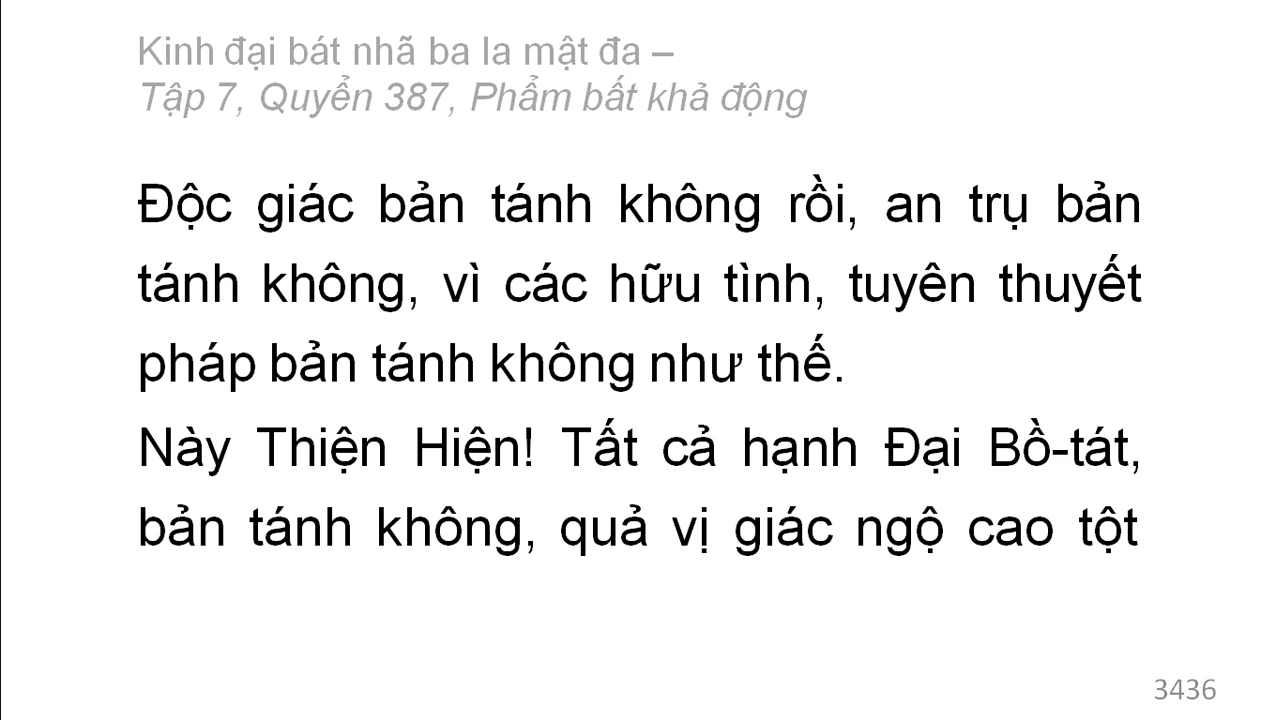 Kinh đại bát nhã ba la mật đa –
Tập 7, Quyển 387, Phẩm bất khả động
Độc giác bản tánh không rồi, an trụ bản
tánh không, vì các hữu tình, tuyên thuyết
pháp bản tánh không như thế.
Này Thiện Hiện! Tất cả hạnh Đại Bồ-tát,
bản tánh không, quả vị giác ngộ cao tột
3436